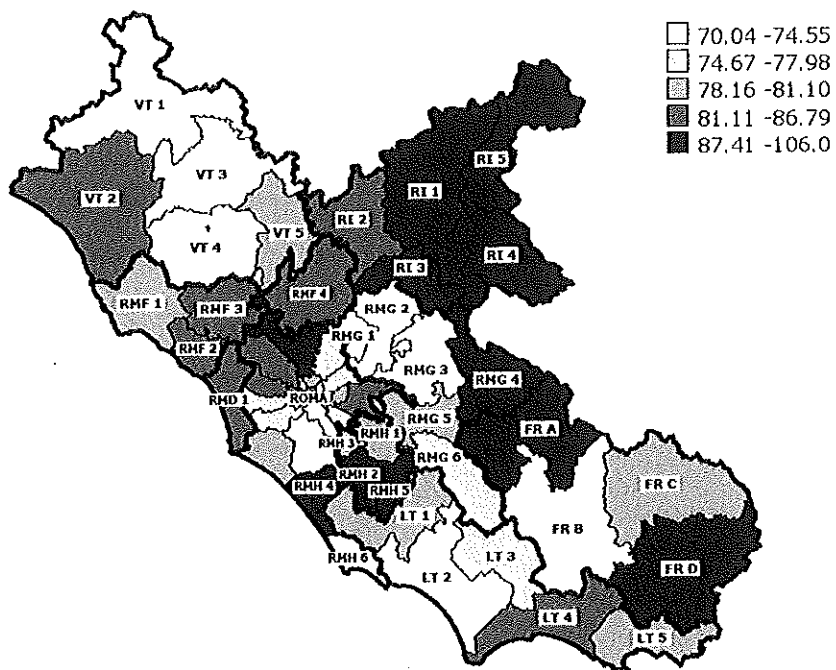 70.04 -74.55
74.67 -77.98
78.16 -81.10
81.11 -86.79
87.41 -106.0
VT 1
RI 5
VT 3
VT 2
RI 1
RI 2
VT 5
VT 4
RI 4
RI 3
RMF 4
RMF 1
RMF 3
RMG 2
RMG 1
RMF 2
RMG 3
RMG 4
RMD 1
ROMA
RMG 5
RMH 1
FR A
RMH 3
RMG 6
RMH 2
FR C
RMH 4
RMH 5
LT 1
FR B
RMH 6
LT 3
FR D
LT 2
LT 4
LT 5